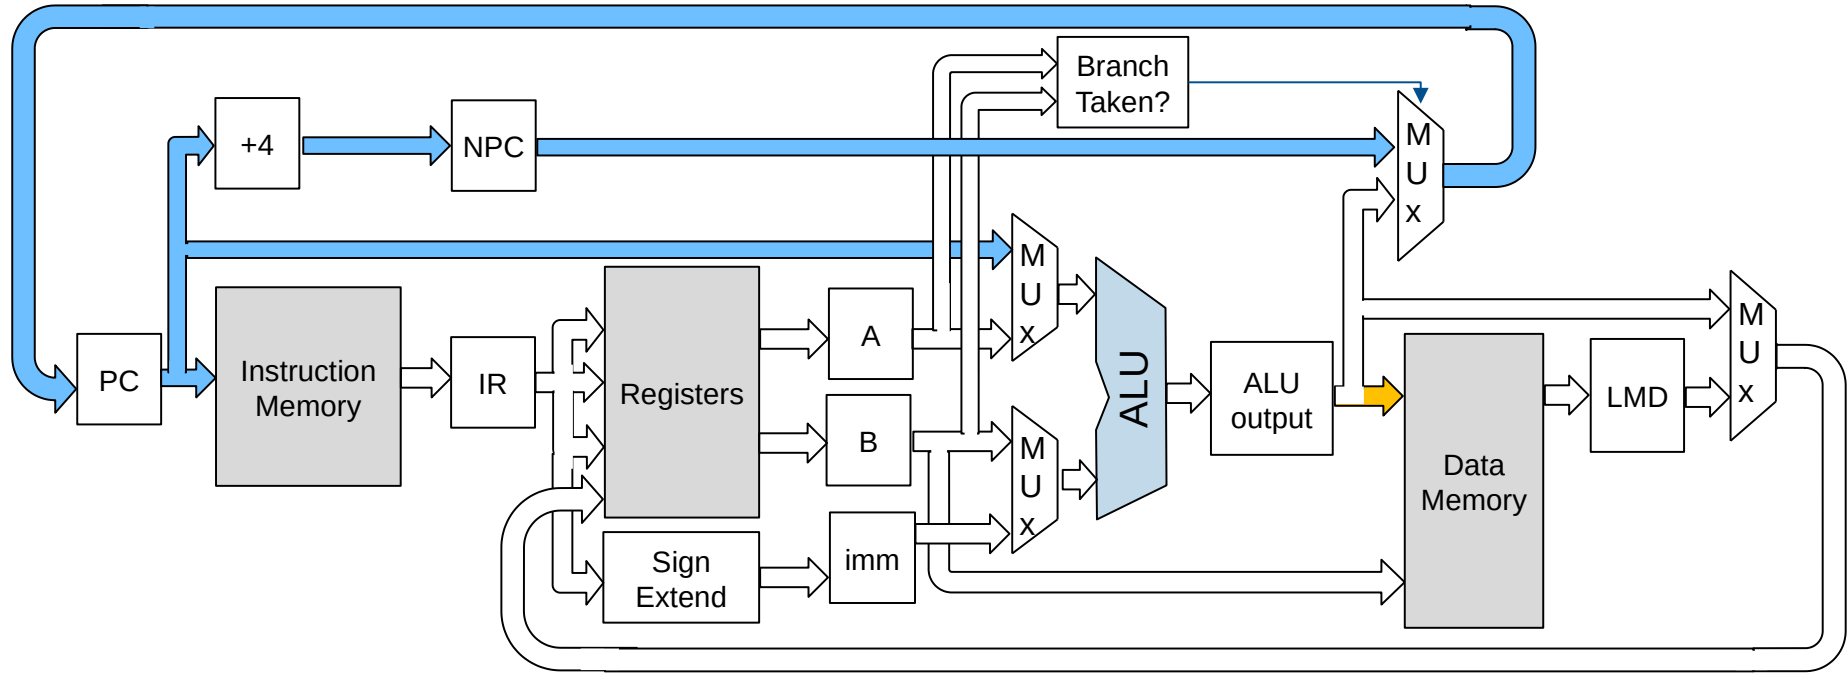 Branch
Taken?
+4
NPC
M
U
x
M
U
x
PC
Instruction
Memory
IR
Registers
A
B
M
U
x
ALU
ALU
output
Data
Memory
LMD
M
U
x
Sign
Extend
imm